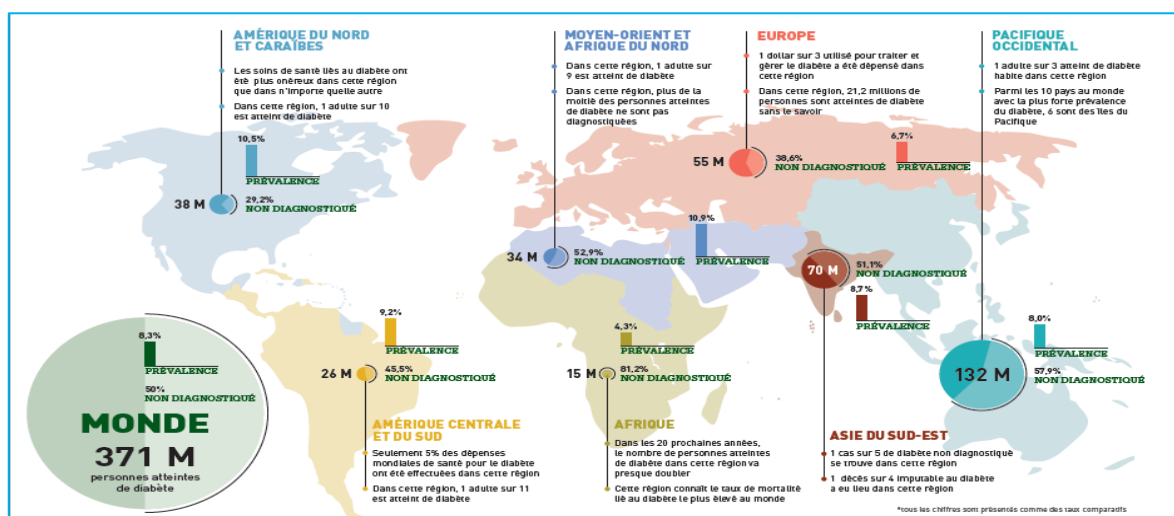 AMÉRIQUE DU NORD
ET CARAÏBES
Les soins de santé liés au diabète ont
été plus onéreux dans cette région
que dans n'importe quelle autre
Dans cette région, 1 adulte sur 10
est atteint de diabète
10,5%
PRÉVALENCE
38 M
29,2%
NON DIAGNOSTIQUÉ
MOYEN-ORIENT ET
AFRIQUE DU NORD
Dans cette région, 1 adulte sur
9 est atteint de diabète
Dans cette région, plus de la
moitié des personnes atteintes
de diabète ne sont pas
diagnostiquées
10,9%
PRÉVALENCE
34 M
52,9%
NON DIAGNOSTIQUÉ
EUROPE
1 dollar sur 3 utilisé pour traiter et
gérer le diabète a été dépensé dans
cette région
Dans cette région, 21,2 millions de
personnes sont atteintes de diabète
sans le savoir
6,7%
PRÉVALENCE
55 M
38,6%
NON DIAGNOSTIQUÉ
PACIFIQUE
OCCIDENTAL
1 adulte sur 3 atteint de diabète
habite dans cette région
Parmi les 10 pays au monde
avec la plus forte prévalence
du diabète, 6 sont des îles du
Pacifique
8,0%
PRÉVALENCE
132 M
57,9%
NON DIAGNOSTIQUÉ
70 M
51,1%
NON DIAGNOSTIQUÉ
8,7%
PRÉVALENCE
ASIE DU SUD-EST
1 cas sur 5 de diabète non diagnostiqué
se trouve dans cette région
1 décès sur 4 imputable au diabète
a eu lieu dans cette région
9,2%
PRÉVALENCE
26 M
45,5%
NON DIAGNOSTIQUÉ
AMÉRIQUE CENTRALE
ET DU SUD
Seulement 5% des dépenses
mondiales de santé pour le diabète
ont été effectuées dans cette région
Dans cette région, 1 adulte sur 11
est atteint de diabète
4,3%
PRÉVALENCE
15 M
81,2%
NON DIAGNOSTIQUÉ
AFRIQUE
Dans les 20 prochaines années,
le nombre de personnes atteintes
de diabète dans cette région va
presque doubler
Cette région connaît le taux de mortalité
lié au diabète le plus élevé au monde
8,3%
PRÉVALENCE
50%
NON DIAGNOSTIQUÉ
MONDE
371 M
personnes atteintes
de diabète
*tous les chiffres sont présentés comme des taux comparatifs